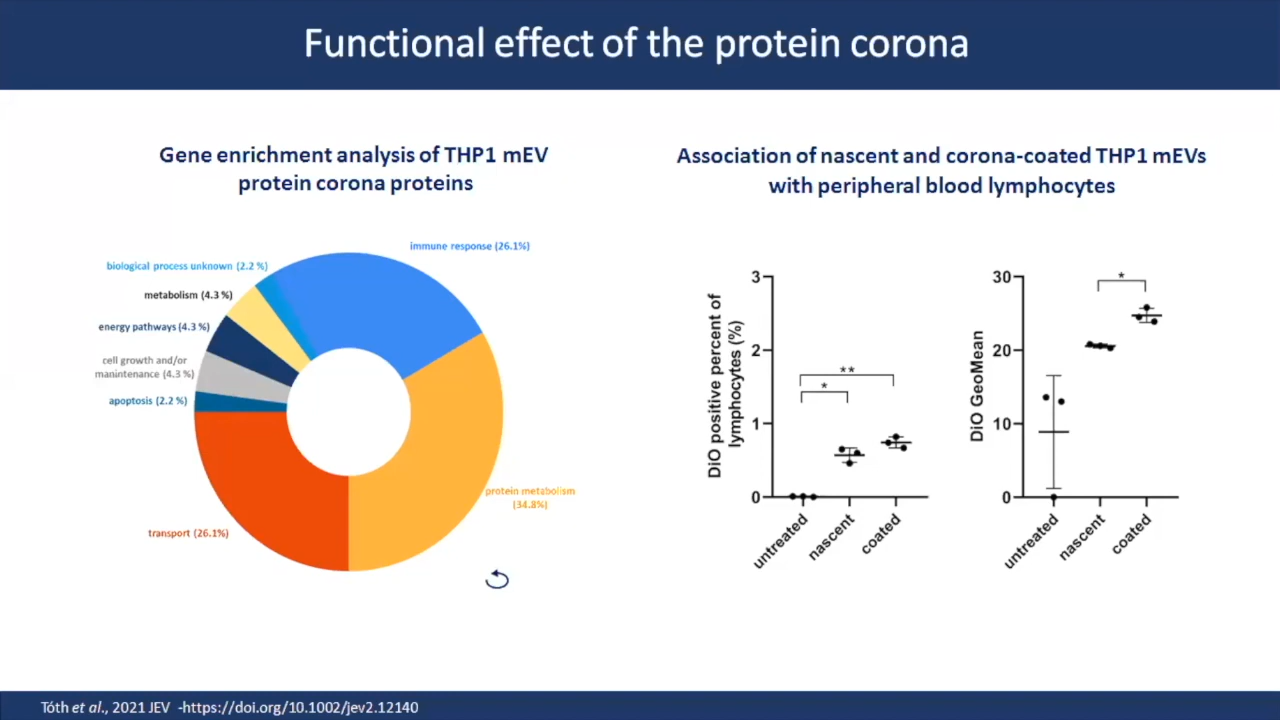 Functional effect of the protein corona
Gene enrichment analysis of THP1 mEV
protein corona proteins
immune response (26.1%)
biological process unknown (2.2 %)
metabolism (4.3 %)
energy pathways (4.3 %)
cell growth and/or
manintenance (4.3 %)
apoptosis (2.2 %)
protein metabolism
(34.8%)
transport (26.1%)
Association of nascent and corona-coated THP1 mEVs
with peripheral blood lymphocytes
DiO positive percent of
lymphocytes (%)
3
2
1
0
**
*
untreated
nascent
coated
DiO GeoMean
30
20
10
0
*
untreated
nascent
coated
Tóth et al., 2021 JEV -https://doi.org/10.1002/jev2.12140